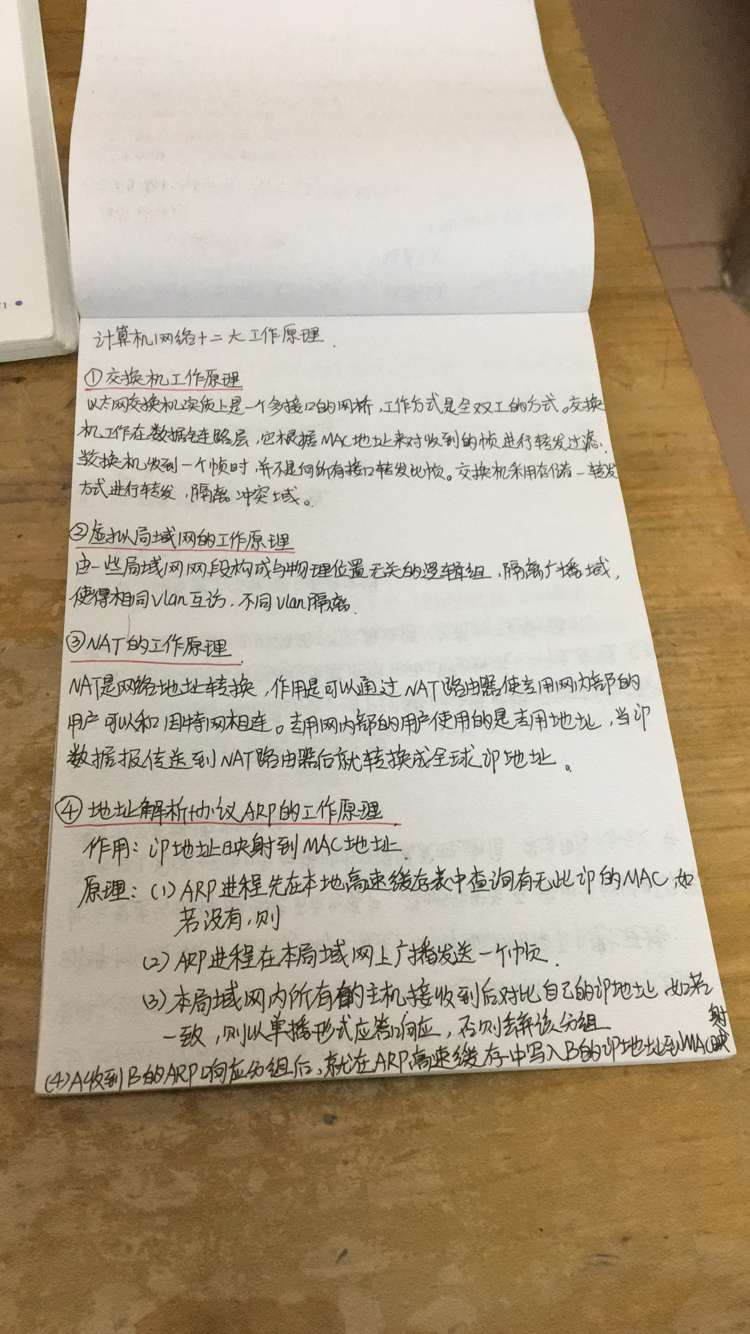 计算机网络十二大工作原理.
①交换机工作原理
以太网交换机实质上是一个多接口的网桥,工作方式是全双工的方式。交换
机工作在数据链路层,它根据MAC地址来对收到的帧进行转发过滤.
当交换机收到一个帧时,并不是向所有接口转发此帧。交换机采用存储-转发
方式进行转发,隔离冲突域。
②虚拟局域网的工作原理
由一些局域网网段构成与物理位置无关的逻辑组,隔离广播域,
使得相同Vlan互访.不同Vlan隔离.
③NAT的工作原理.
NAT是网络地址转换,作用是可以通过NAT路由器使专用网内部的
用户可以和因特网相连。专用网内部的用户使用的是专用地址,当IP
数据报传送到NAT路由器后就转换成全球IP地址。
④地址解析协议ARP的工作原理.
作用:IP地址映射到MAC地址.
原理:(1)ARP进程先在本地高速缓存表中查询有无此IP的MAC,如
若没有,则
(2)ARP进程在本局域网上广播发送一个帧.
(3)本局域网内所有的主机接收到后对比自己的IP地址,如若
一致,则以单播形式应答响应,否则丢弃该分组.
(4)A收到B的ARP响应分组后,就在ARP高速缓存中写入B的IP地址到MAC映
射